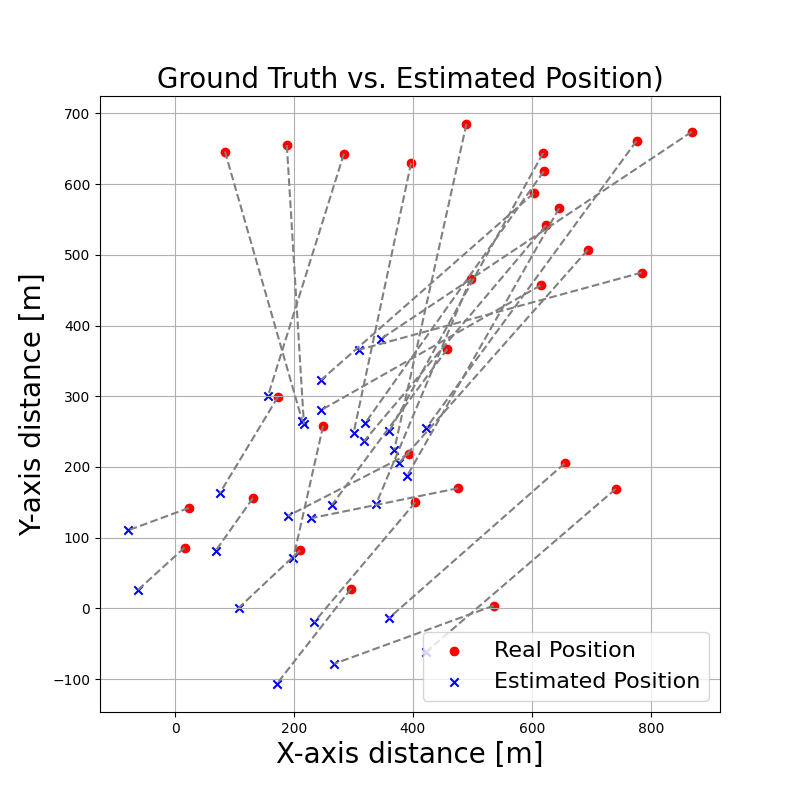 Ground Truth vs. Estimated Position)
700
600
500
400
300
200
100
0
−100
Y-axis distance [m]
0 200 400 600 800
X-axis distance [m]
Real Position
Estimated Position